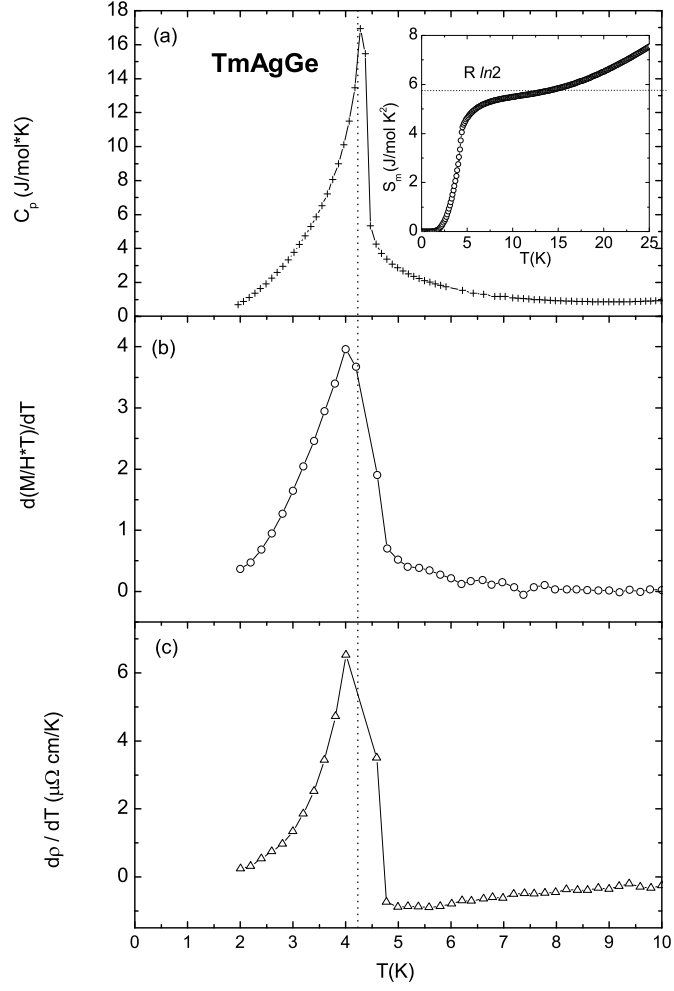 18
16
14
12
10
8
6
4
2
0
C_p (J/mol*K)
(a)
TmAgGe
8
6
4
2
0
S_m(J/mol K²)
R ln2
0 5 10 15 20 25
T(K)
4
3
2
1
0
d(M/H*T)/dT
(b)
6
4
2
0
dρ / dT (μΩ cm/K)
(c)
0 1 2 3 4 5 6 7 8 9 10
T(K)